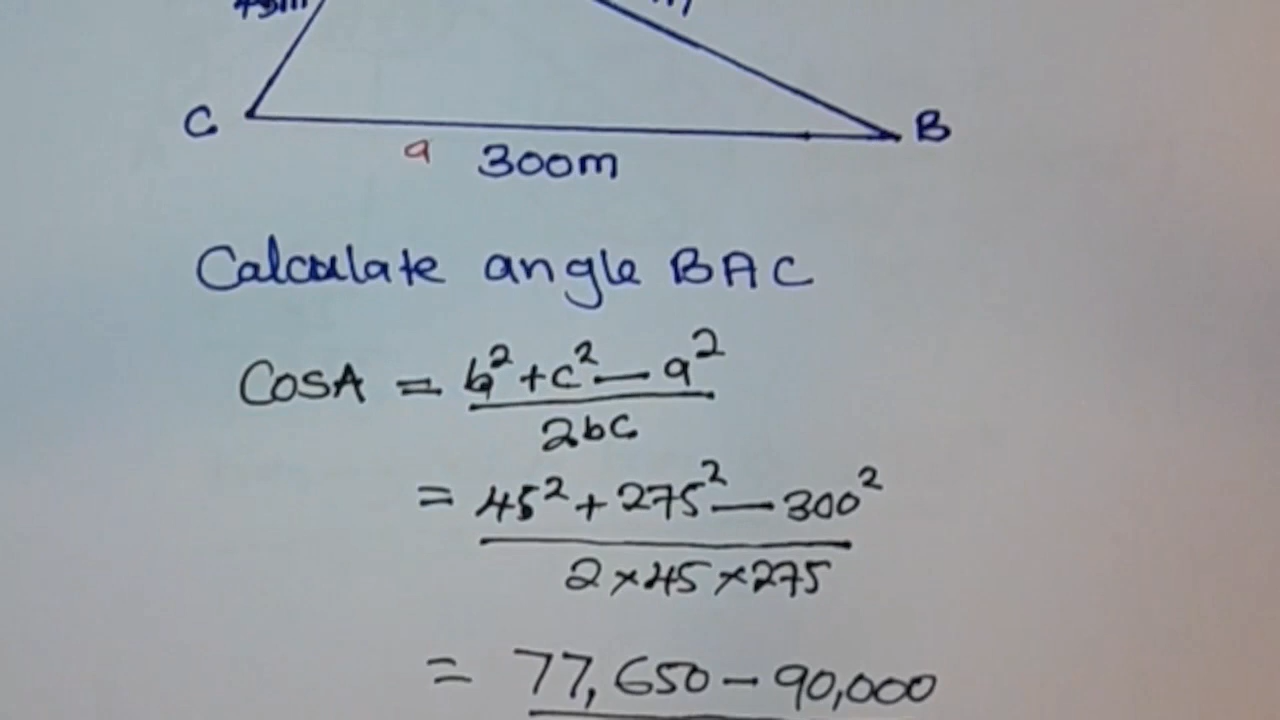 45m
C
B
a 300m
Calculate angle BAC
CosA = b²+c²—a²
2bc
= 45²+275²—300²
2×45×275
= 77,650-90,000